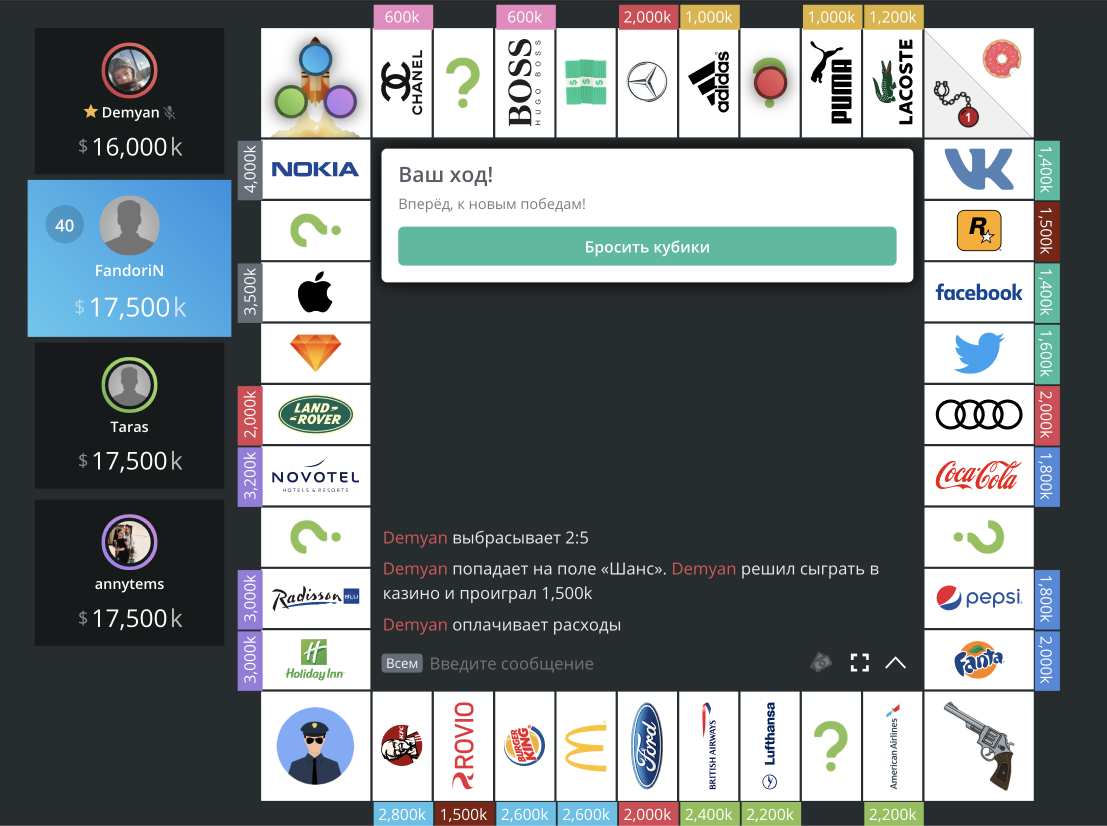 600k
600k
2,000k
1,000k
1,000k
1,200k
CHANEL
?
BOSS
HUGO BOSS
$ $ $
adidas
PUMA
LACOSTE
1
Demyan
$ 16,000 k
40
FandoriN
$ 17,500 k
Taras
$ 17,500 k
annytems
$ 17,500 k
4,000k
NOKIA
?
3,500k
2,000k
LAND-
-ROVER
3,200k
NOVOTEL
HOTELS & RESORTS
?
3,000k
Radisson BLU
3,000k
H
Holiday Inn
Ваш ход!
Вперёд, к новым победам!
Бросить кубики
Demyan выбрасывает 2:5
Demyan попадает на поле «Шанс». Demyan решил сыграть в
казино и проиграл 1,500k
Demyan оплачивает расходы
Всем
Введите сообщение
VK
1,400k
R
1,500k
facebook
1,400k
1,600k
2,000k
Coca-Cola
1,800k
?
pepsi
1,800k
Fanta
2,000k
KFC
ROVIO
BURGER
KING
Ford
BRITISH AIRWAYS
Lufthansa
?
American Airlines
2,800k
1,500k
2,600k
2,600k
2,000k
2,400k
2,200k
2,200k